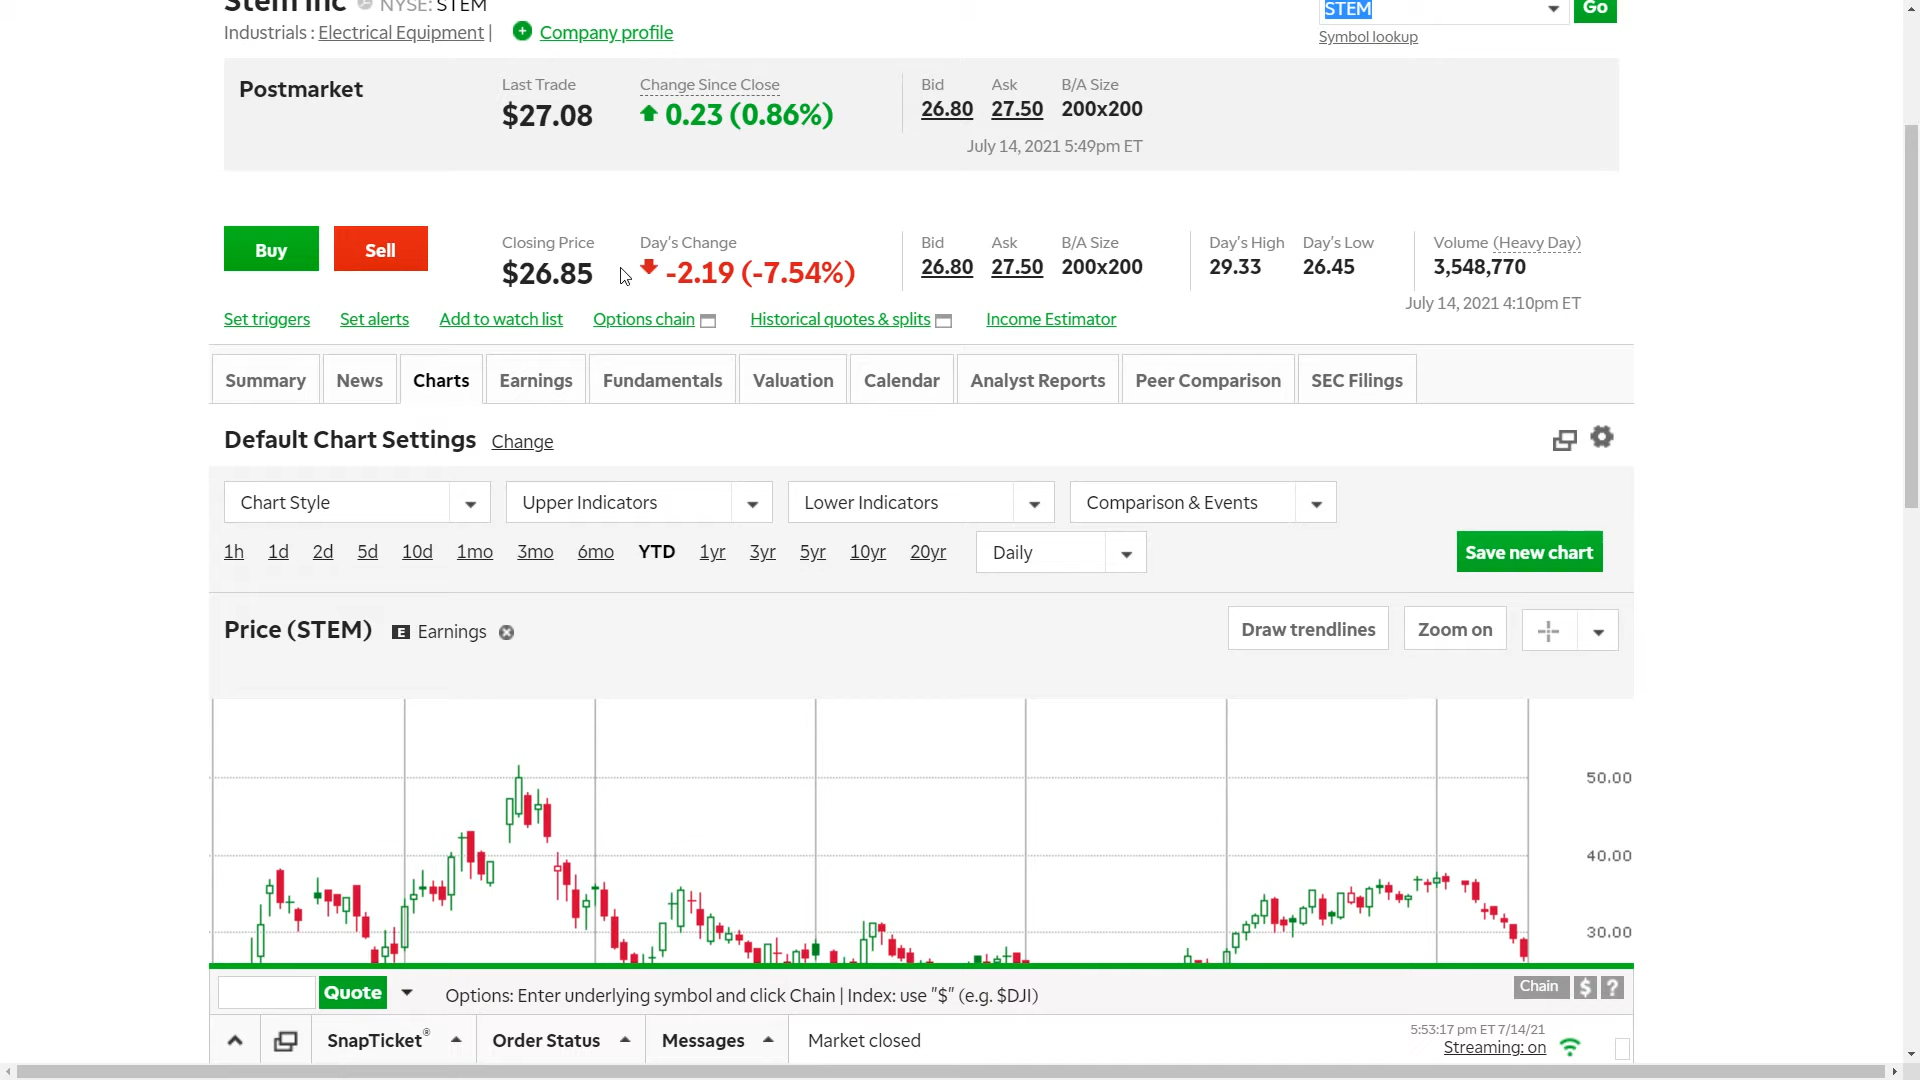 Stem Inc NYSE: STEM
STEM Go
Industrials : Electrical Equipment | Company profile
Symbol lookup
Postmarket
Last Trade Change Since Close Bid Ask B/A Size
$27.08 0.23 (0.86%) 26.80 27.50 200x200
July 14, 2021 5:49pm ET
Buy Sell
Closing Price Day's Change Bid Ask B/A Size Day's High Day's Low Volume (Heavy Day)
$26.85 -2.19 (-7.54%) 26.80 27.50 200x200 29.33 26.45 3,548,770
July 14, 2021 4:10pm ET
Set triggers Set alerts Add to watch list Options chain Historical quotes & splits Income Estimator
Summary News Charts Earnings Fundamentals Valuation Calendar Analyst Reports Peer Comparison SEC Filings
Default Chart Settings Change
Chart Style Upper Indicators Lower Indicators Comparison & Events
1h 1d 2d 5d 10d 1mo 3mo 6mo YTD 1yr 3yr 5yr 10yr 20yr Daily Save new chart
Price (STEM) E Earnings Draw trendlines Zoom on
50.00
40.00
30.00
Quote Options: Enter underlying symbol and click Chain | Index: use "$" (e.g. $DJI) Chain $ ?
SnapTicket® Order Status Messages Market closed
5:53:17 pm ET 7/14/21
Streaming: on